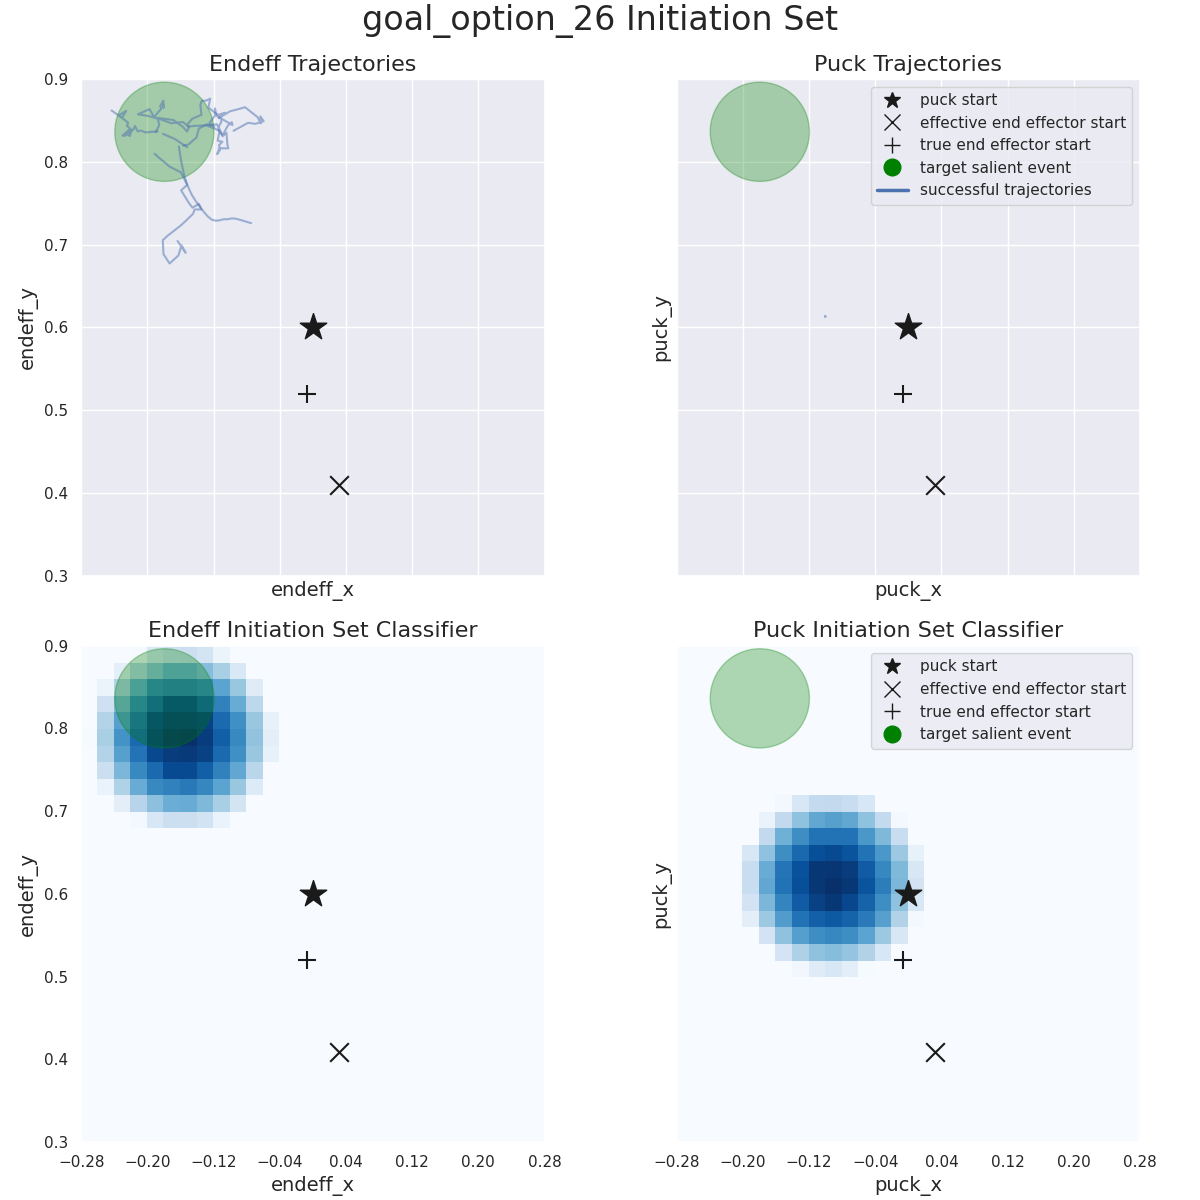 goal_option_26 Initiation Set
Endeff Trajectories
0.9
0.8
0.7
0.6
0.5
0.4
0.3
endeff_y
endeff_x
Puck Trajectories
puck start
effective end effector start
true end effector start
target salient event
successful trajectories
puck_y
puck_x
Endeff Initiation Set Classifier
0.9
0.8
0.7
0.6
0.5
0.4
0.3
endeff_y
−0.28 −0.20 −0.12 −0.04 0.04 0.12 0.20 0.28
endeff_x
Puck Initiation Set Classifier
puck start
effective end effector start
true end effector start
target salient event
puck_y
−0.28 −0.20 −0.12 −0.04 0.04 0.12 0.20 0.28
puck_x